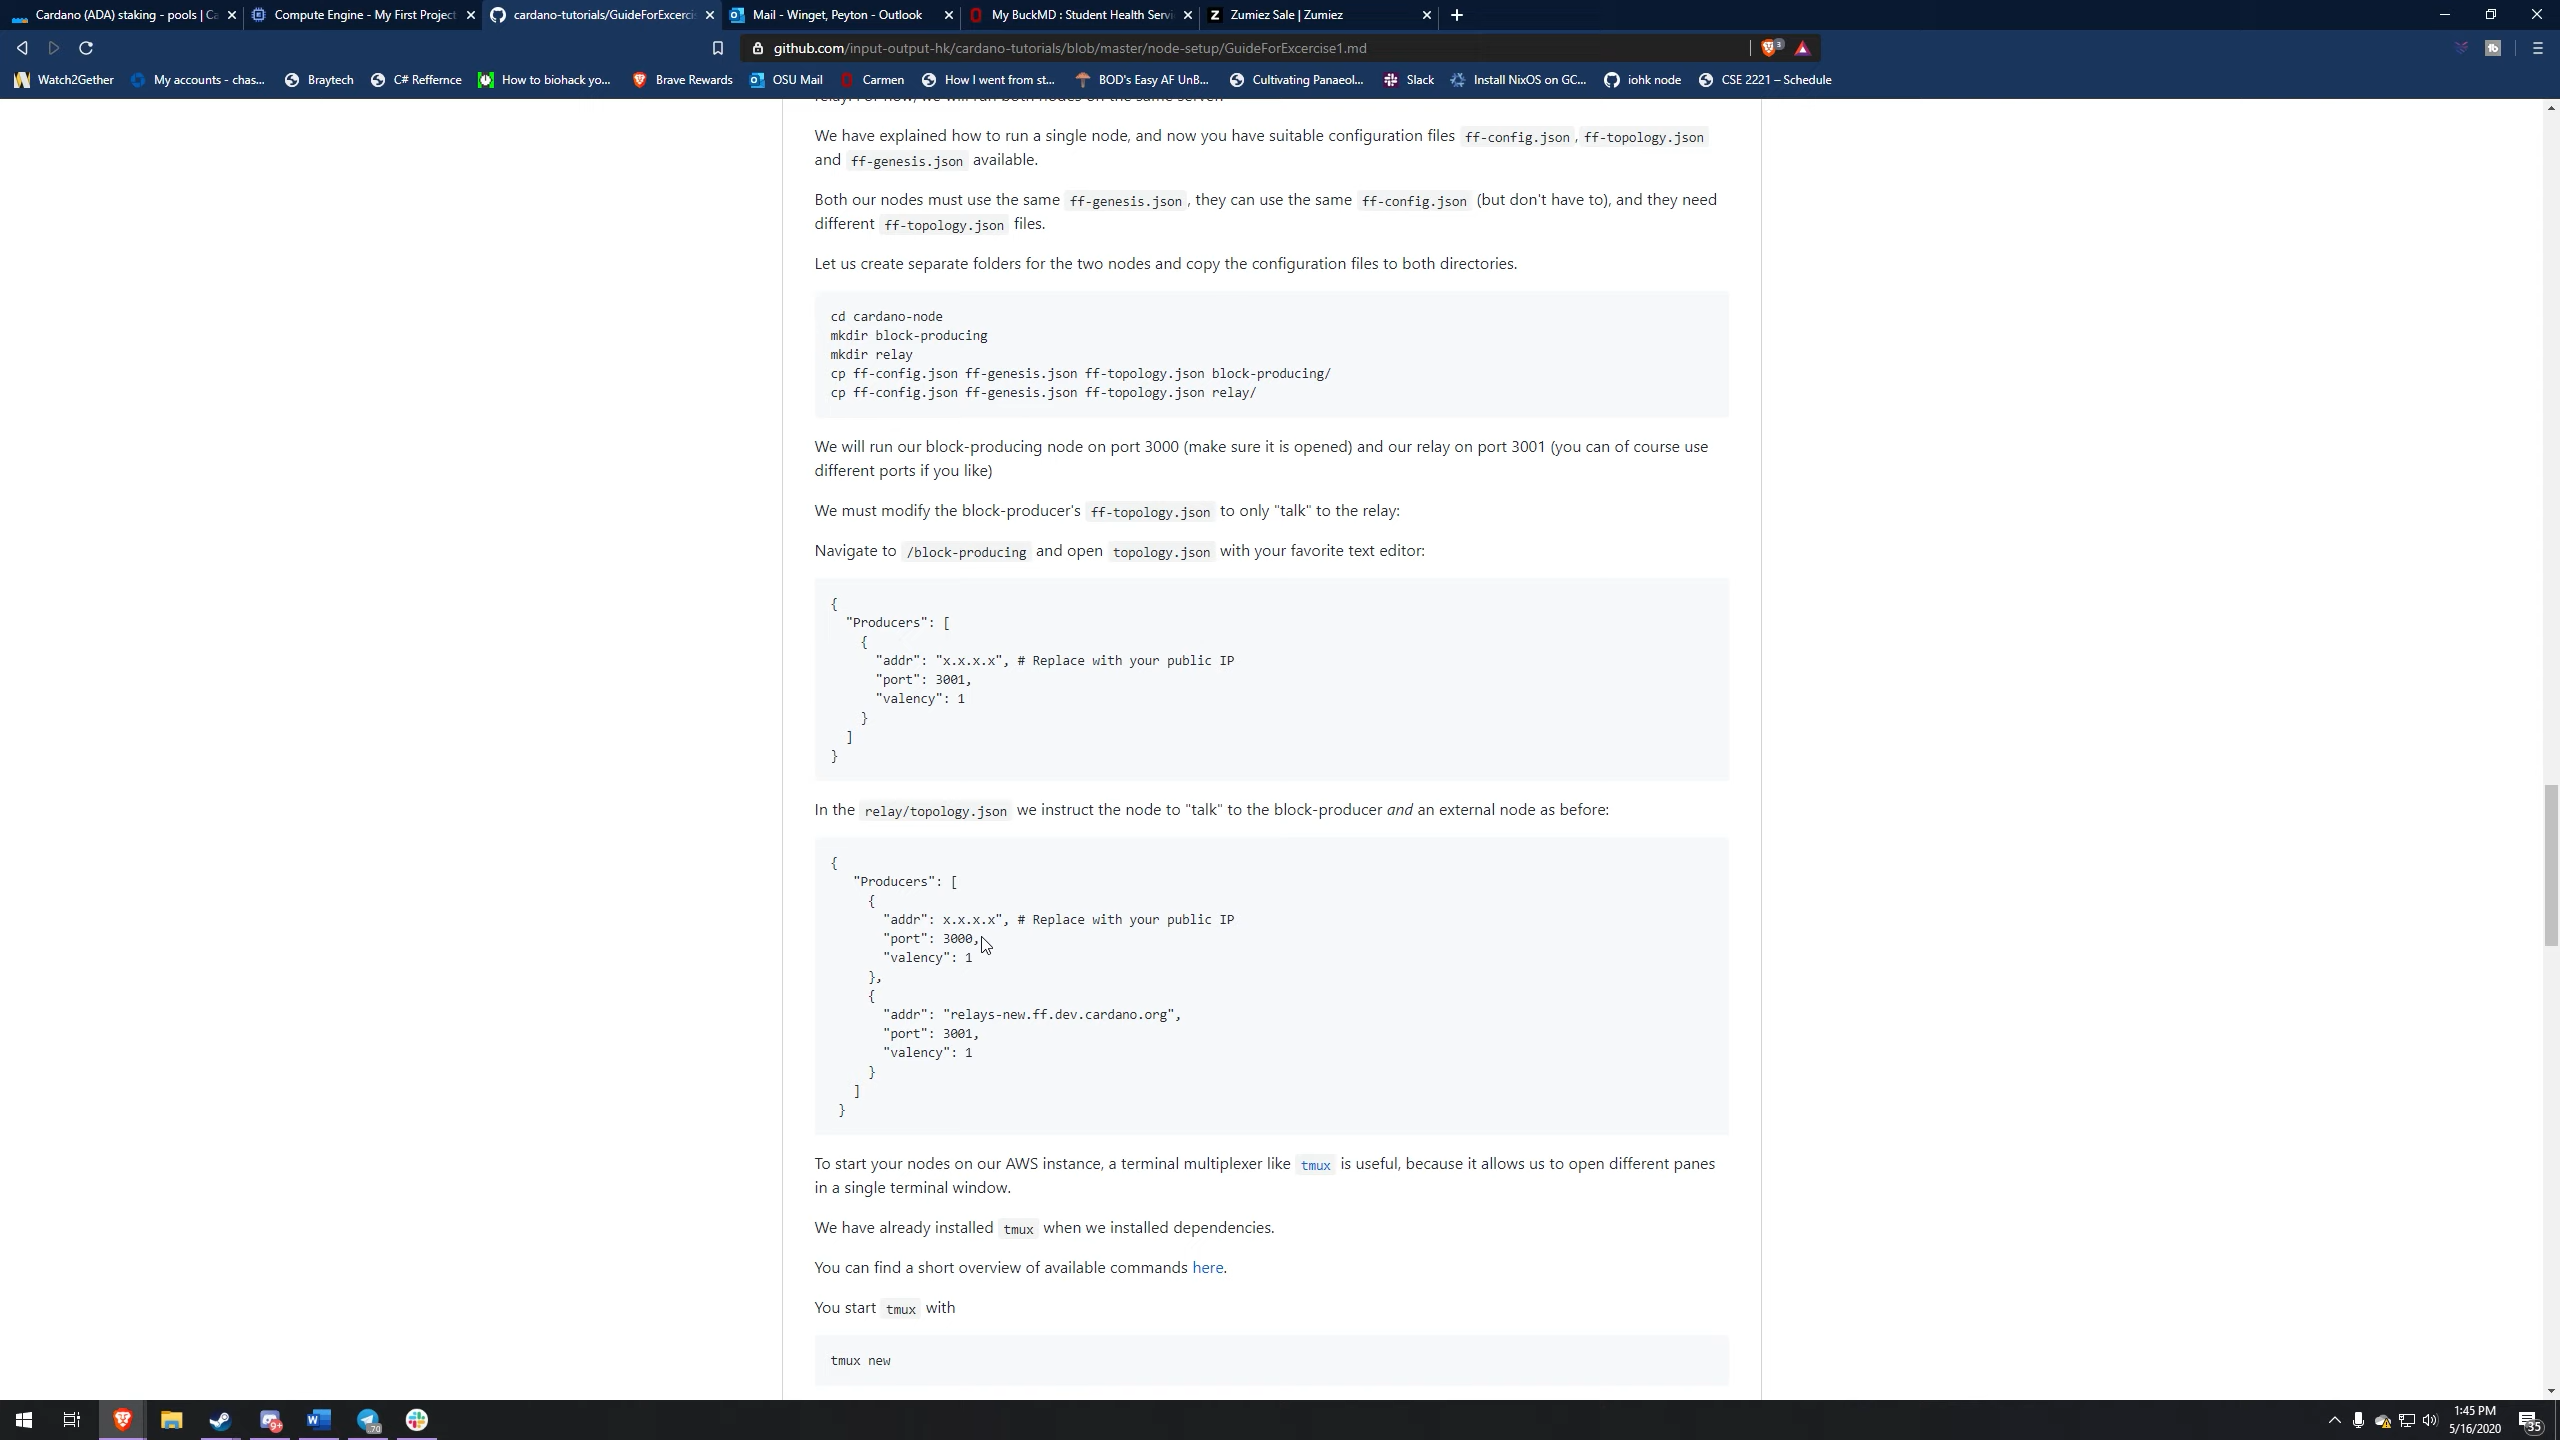 Cardano (ADA) staking - pools | Ca
Compute Engine - My First Project
cardano-tutorials/GuideForExcercis
Mail - Winget, Peyton - Outlook
My BuckMD : Student Health Servi
Zumiez Sale | Zumiez
github.com/input-output-hk/cardano-tutorials/blob/master/node-setup/GuideForExcercise1.md
Watch2Gether
My accounts - chas...
Braytech
C# Reffernce
How to biohack yo...
Brave Rewards
OSU Mail
Carmen
How I went from st...
BOD's Easy AF UnB...
Cultivating Panaeol...
Slack
Install NixOS on GC...
iohk node
CSE 2221 – Schedule
relay. For now, we will run both nodes on the same server.
We have explained how to run a single node, and now you have suitable configuration files ff-config.json, ff-topology.json
and ff-genesis.json available.
Both our nodes must use the same ff-genesis.json, they can use the same ff-config.json (but don't have to), and they need
different ff-topology.json files.
Let us create separate folders for the two nodes and copy the configuration files to both directories.
cd cardano-node
mkdir block-producing
mkdir relay
cp ff-config.json ff-genesis.json ff-topology.json block-producing/
cp ff-config.json ff-genesis.json ff-topology.json relay/
We will run our block-producing node on port 3000 (make sure it is opened) and our relay on port 3001 (you can of course use
different ports if you like)
We must modify the block-producer's ff-topology.json to only "talk" to the relay:
Navigate to /block-producing and open topology.json with your favorite text editor:
{
"Producers": [
{
"addr": "x.x.x.x", # Replace with your public IP
"port": 3001,
"valency": 1
}
]
}
In the relay/topology.json we instruct the node to "talk" to the block-producer and an external node as before:
{
"Producers": [
{
"addr": x.x.x.x", # Replace with your public IP
"port": 3000,
"valency": 1
},
{
"addr": "relays-new.ff.dev.cardano.org",
"port": 3001,
"valency": 1
}
]
}
To start your nodes on our AWS instance, a terminal multiplexer like tmux is useful, because it allows us to open different panes
in a single terminal window.
We have already installed tmux when we installed dependencies.
You can find a short overview of available commands here.
You start tmux with
tmux new
1:45 PM
5/16/2020
35